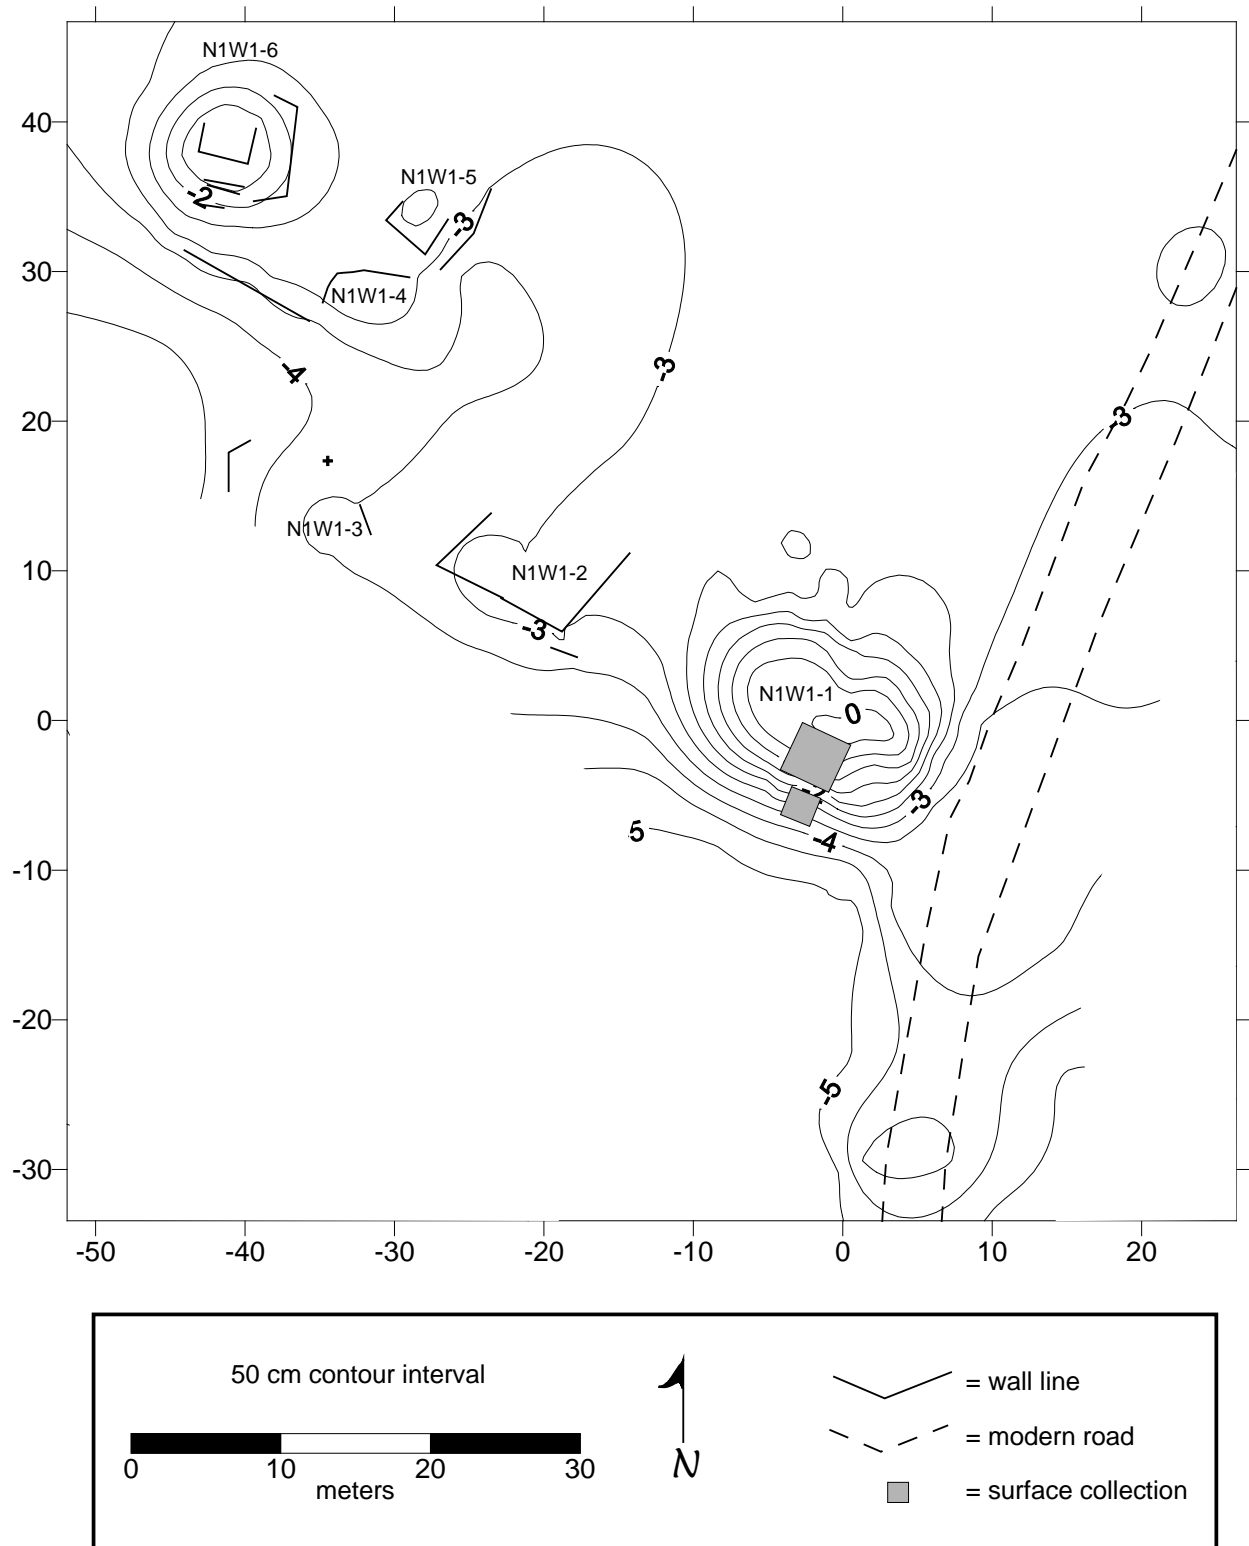 N1W1-6
40
N1W1-5
-2
-3
30
N1W1-4
-3
-4
20
-3
N1W1-3
10
N1W1-2
-3
N1W1-1
0
0
-2
-3
5
-4
-10
-20
-5
-30
-50 -40 -30 -20 -10 0 10 20
50 cm contour interval
= wall line
= modern road
0 10 20 30
meters
N
= surface collection